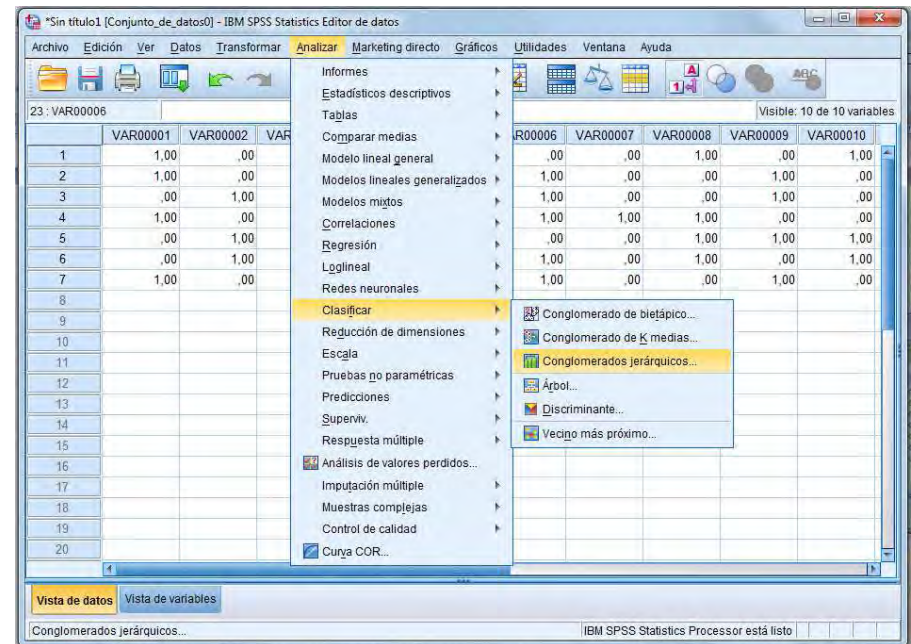 *Sin título1 [Conjunto_de_datos0] - IBM SPSS Statistics Editor de datos
Archivo Edición Ver Datos Transformar Analizar Marketing directo Gráficos Utilidades Ventana Ayuda
23 : VAR00006
Visible: 10 de 10 variables
VAR00001 VAR00002 VAR R00006 VAR00007 VAR00008 VAR00009 VAR00010
1 1,00 ,00 ,00 ,00 1,00 ,00 1,00
2 1,00 ,00 1,00 ,00 ,00 1,00 ,00
3 ,00 1,00 ,00 ,00 1,00 ,00 1,00
4 1,00 ,00 1,00 1,00 1,00 ,00 ,00
5 ,00 1,00 ,00 ,00 1,00 ,00 1,00
6 ,00 1,00 1,00 ,00 1,00 ,00 1,00
7 1,00 ,00 1,00 ,00 ,00 1,00 ,00
8
9
10
11
12
13
14
15
16
17
18
19
20
Informes
Estadísticos descriptivos
Tablas
Comparar medias
Modelo lineal general
Modelos lineales generalizados
Modelos mixtos
Correlaciones
Regresión
Loglineal
Redes neuronales
Clasificar
Reducción de dimensiones
Escala
Pruebas no paramétricas
Predicciones
Superviv.
Respuesta múltiple
Análisis de valores perdidos...
Imputación múltiple
Muestras complejas
Control de calidad
Curva COR...
Conglomerado de bietápico...
Conglomerado de K medias...
Conglomerados jerárquicos...
Árbol...
Discriminante...
Vecino más próximo...
Vista de datos Vista de variables
Conglomerados jerárquicos...
IBM SPSS Statistics Processor está listo